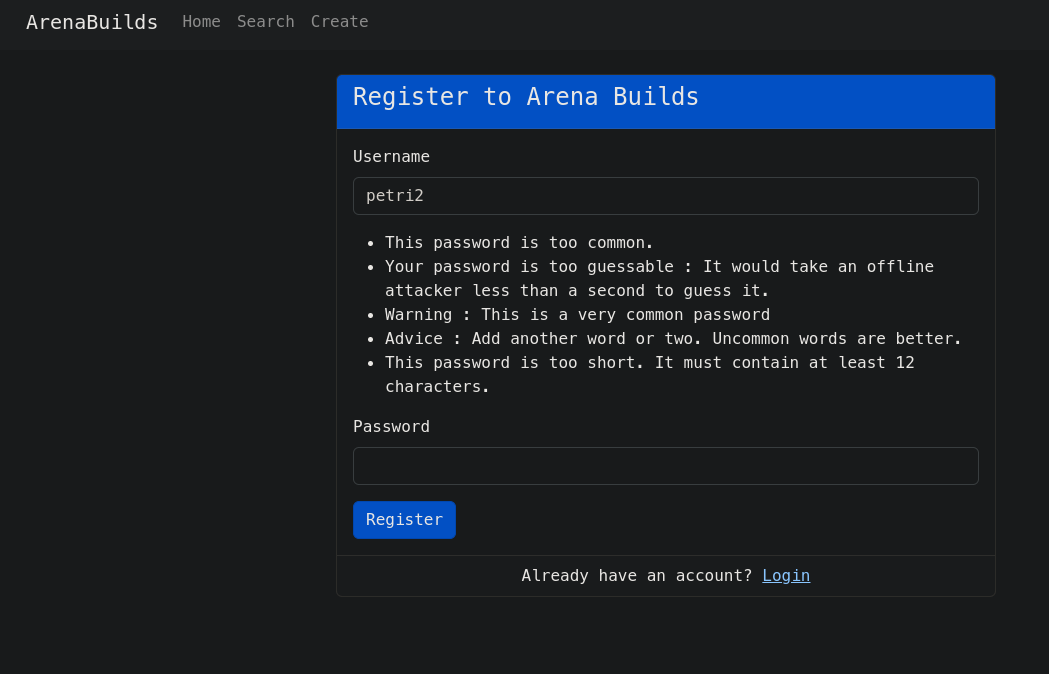 ArenaBuilds Home Search Create
Register to Arena Builds
Username
petri2
This password is too common.
Your password is too guessable : It would take an offline
attacker less than a second to guess it.
Warning : This is a very common password
Advice : Add another word or two. Uncommon words are better.
This password is too short. It must contain at least 12
characters.
Password
Register
Already have an account? Login